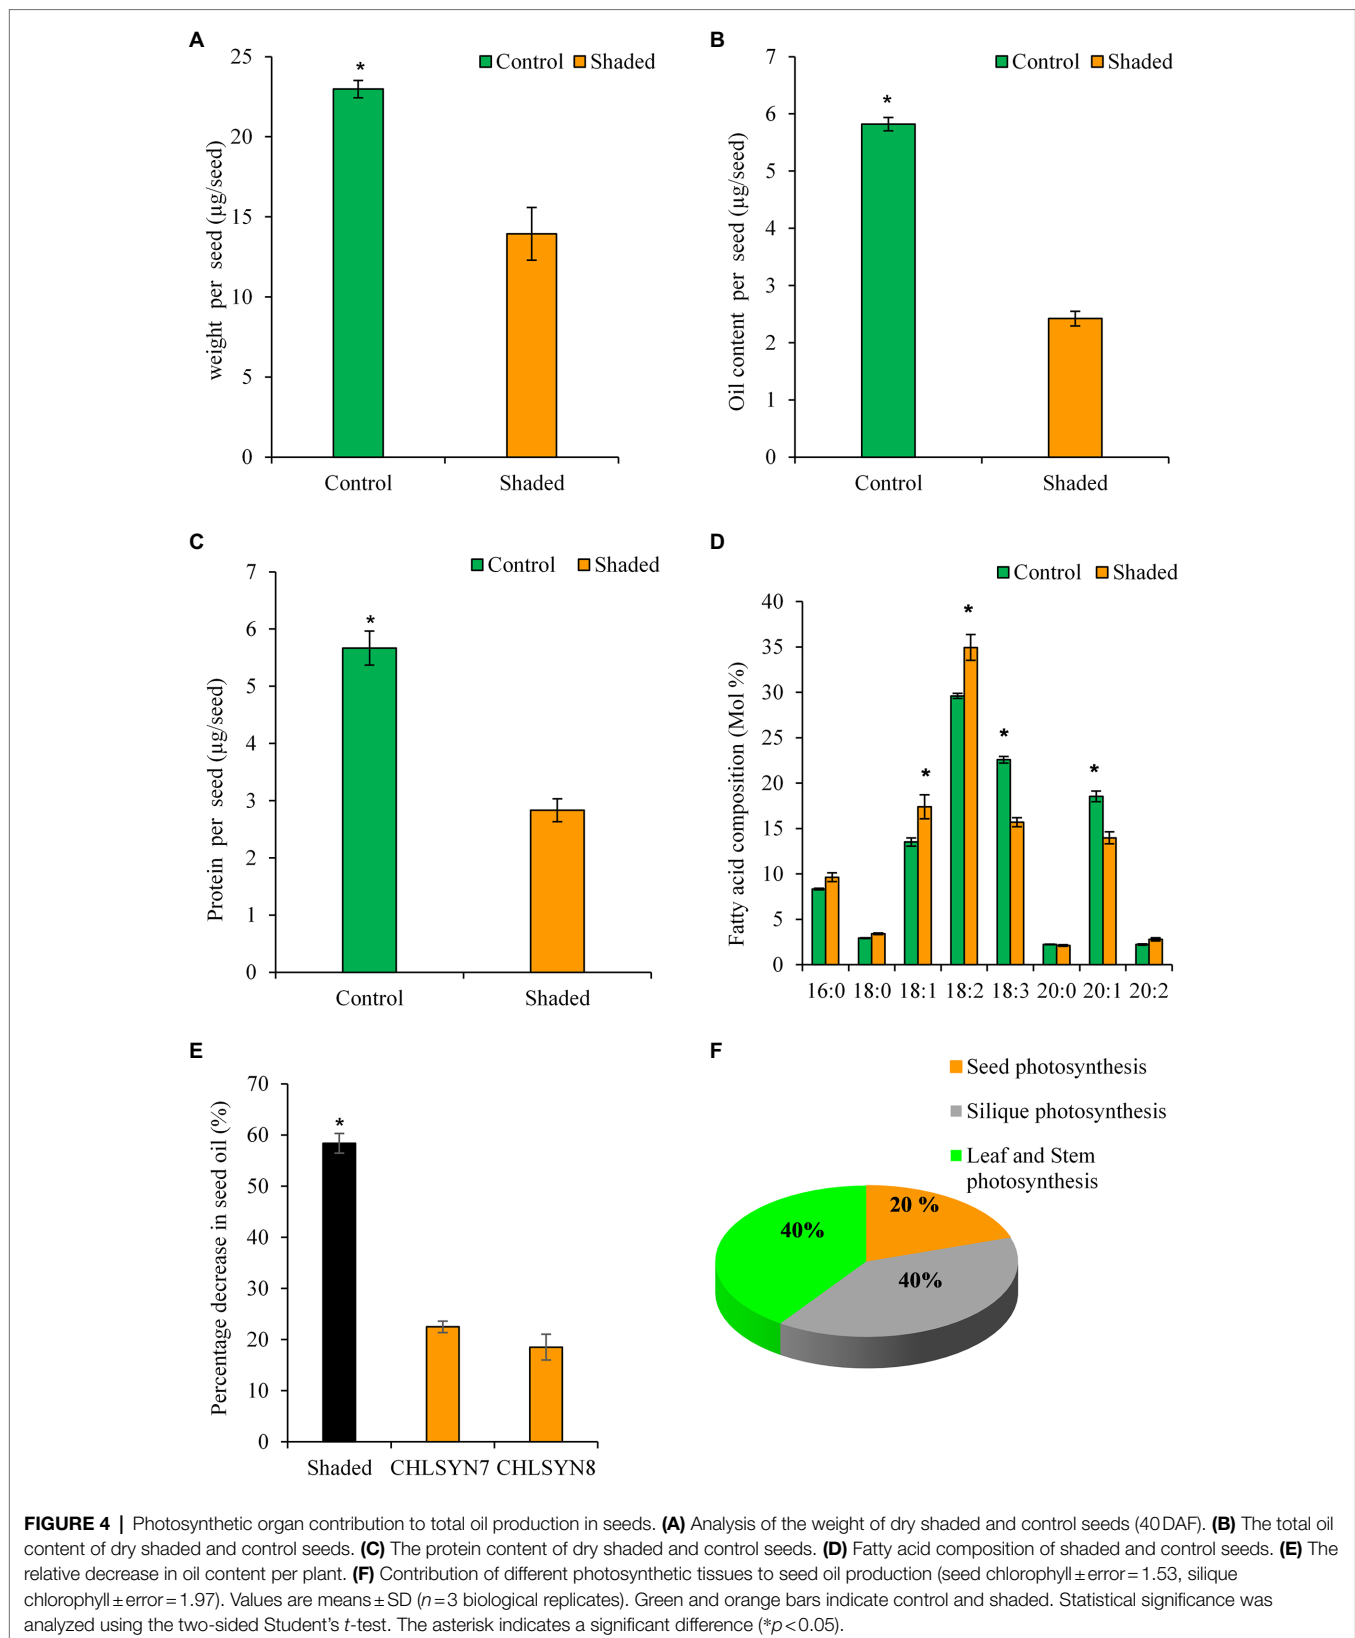 A
Control Shaded
25
20
15
10
5
0
weight per seed (µg/seed)
*
Control Shaded
B
Control Shaded
7
6
5
4
3
2
1
0
Oil content per seed (µg/seed)
*
Control Shaded
C
Control Shaded
7
6
5
4
3
2
1
0
Protein per seed (µg/seed)
*
Control Shaded
D
Control Shaded
40
35
30
25
20
15
10
5
0
Fatty acid composition (Mol %)
* * * *
16:0 18:0 18:1 18:2 18:3 20:0 20:1 20:2
E
70
60
50
40
30
20
10
0
Percentage decrease in seed oil (%)
*
Shaded CHLSYN7 CHLSYN8
F
Seed photosynthesis
Silique photosynthesis
Leaf and Stem
photosynthesis
20 %
40%
40%
FIGURE 4 | Photosynthetic organ contribution to total oil production in seeds. (A) Analysis of the weight of dry shaded and control seeds (40 DAF). (B) The total oil
content of dry shaded and control seeds. (C) The protein content of dry shaded and control seeds. (D) Fatty acid composition of shaded and control seeds. (E) The
relative decrease in oil content per plant. (F) Contribution of different photosynthetic tissues to seed oil production (seed chlorophyll ± error = 1.53, silique
chlorophyll ± error = 1.97). Values are means ± SD (n = 3 biological replicates). Green and orange bars indicate control and shaded. Statistical significance was
analyzed using the two-sided Student's t-test. The asterisk indicates a significant difference (*p < 0.05).